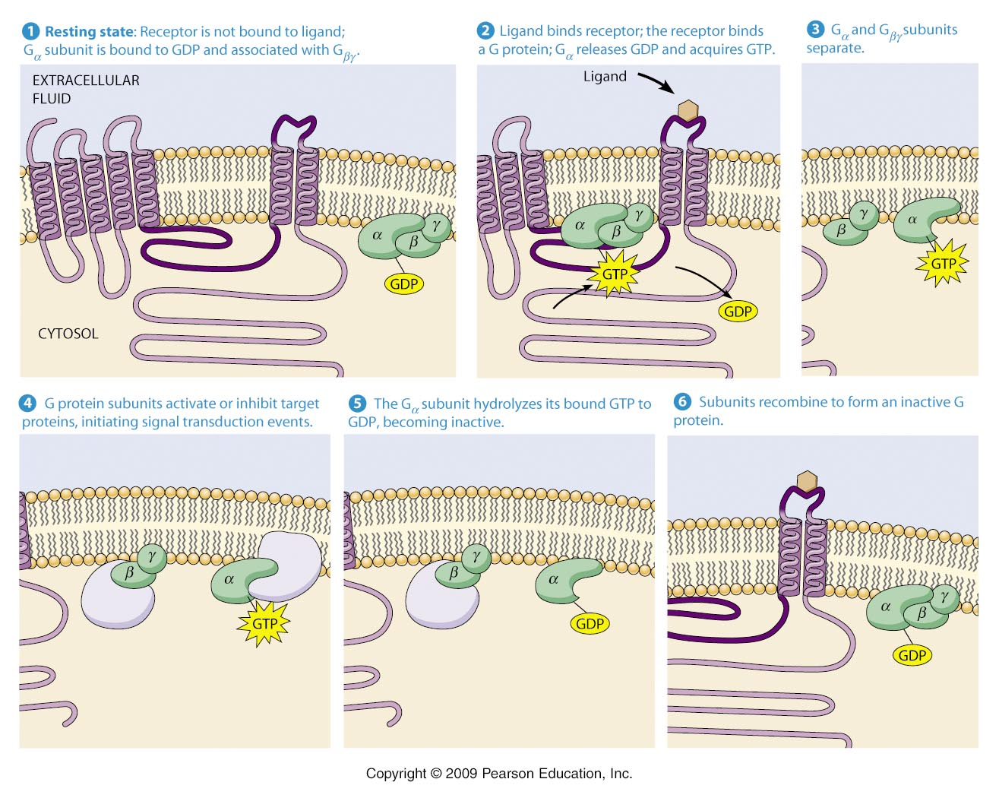 1 Resting state: Receptor is not bound to ligand;
Gα subunit is bound to GDP and associated with Gβγ.
EXTRACELLULAR
FLUID
α
β
γ
GDP
CYTOSOL
2 Ligand binds receptor; the receptor binds
a G protein; Gα releases GDP and acquires GTP.
Ligand
α
β
γ
GTP
GDP
3 Gα and Gβγ subunits
separate.
β
γ
α
GTP
4 G protein subunits activate or inhibit target
proteins, initiating signal transduction events.
β
γ
α
GTP
5 The Gα subunit hydrolyzes its bound GTP to
GDP, becoming inactive.
β
γ
α
GDP
6 Subunits recombine to form an inactive G
protein.
α
β
γ
GDP
Copyright © 2009 Pearson Education, Inc.